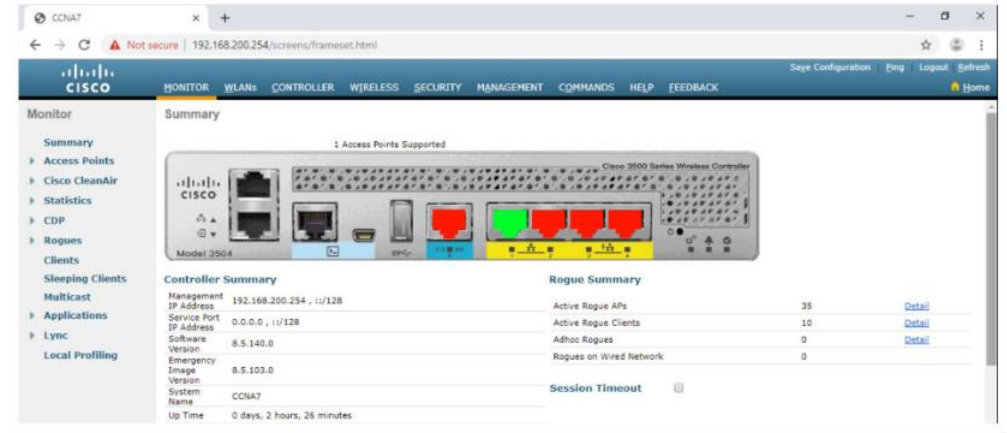 CCNA7
Not secure | 192.168.200.254/screens/frameset.html
Save Configuration Ping Logout Refresh
CISCO
MONITOR WLANs CONTROLLER WIRELESS SECURITY MANAGEMENT COMMANDS HELP FEEDBACK
Home
Monitor
Summary
Access Points
Cisco CleanAir
Statistics
CDP
Rogues
Clients
Sleeping Clients
Multicast
Applications
Lync
Local Profiling
Summary
1 Access Points Supported
Cisco 3500 Series Wireless Controller
CISCO
Model 3504
Controller Summary
Management IP Address 192.168.200.254 , ::/128
Service Port IP Address 0.0.0.0 , ::/128
Software Version 8.5.140.0
Emergency Image Version 8.5.103.0
System Name CCNA7
Up Time 0 days, 2 hours, 26 minutes
Rogue Summary
Active Rogue APs 35 Detail
Active Rogue Clients 10 Detail
Adhoc Rogues 0 Detail
Rogues on Wired Network 0
Session Timeout